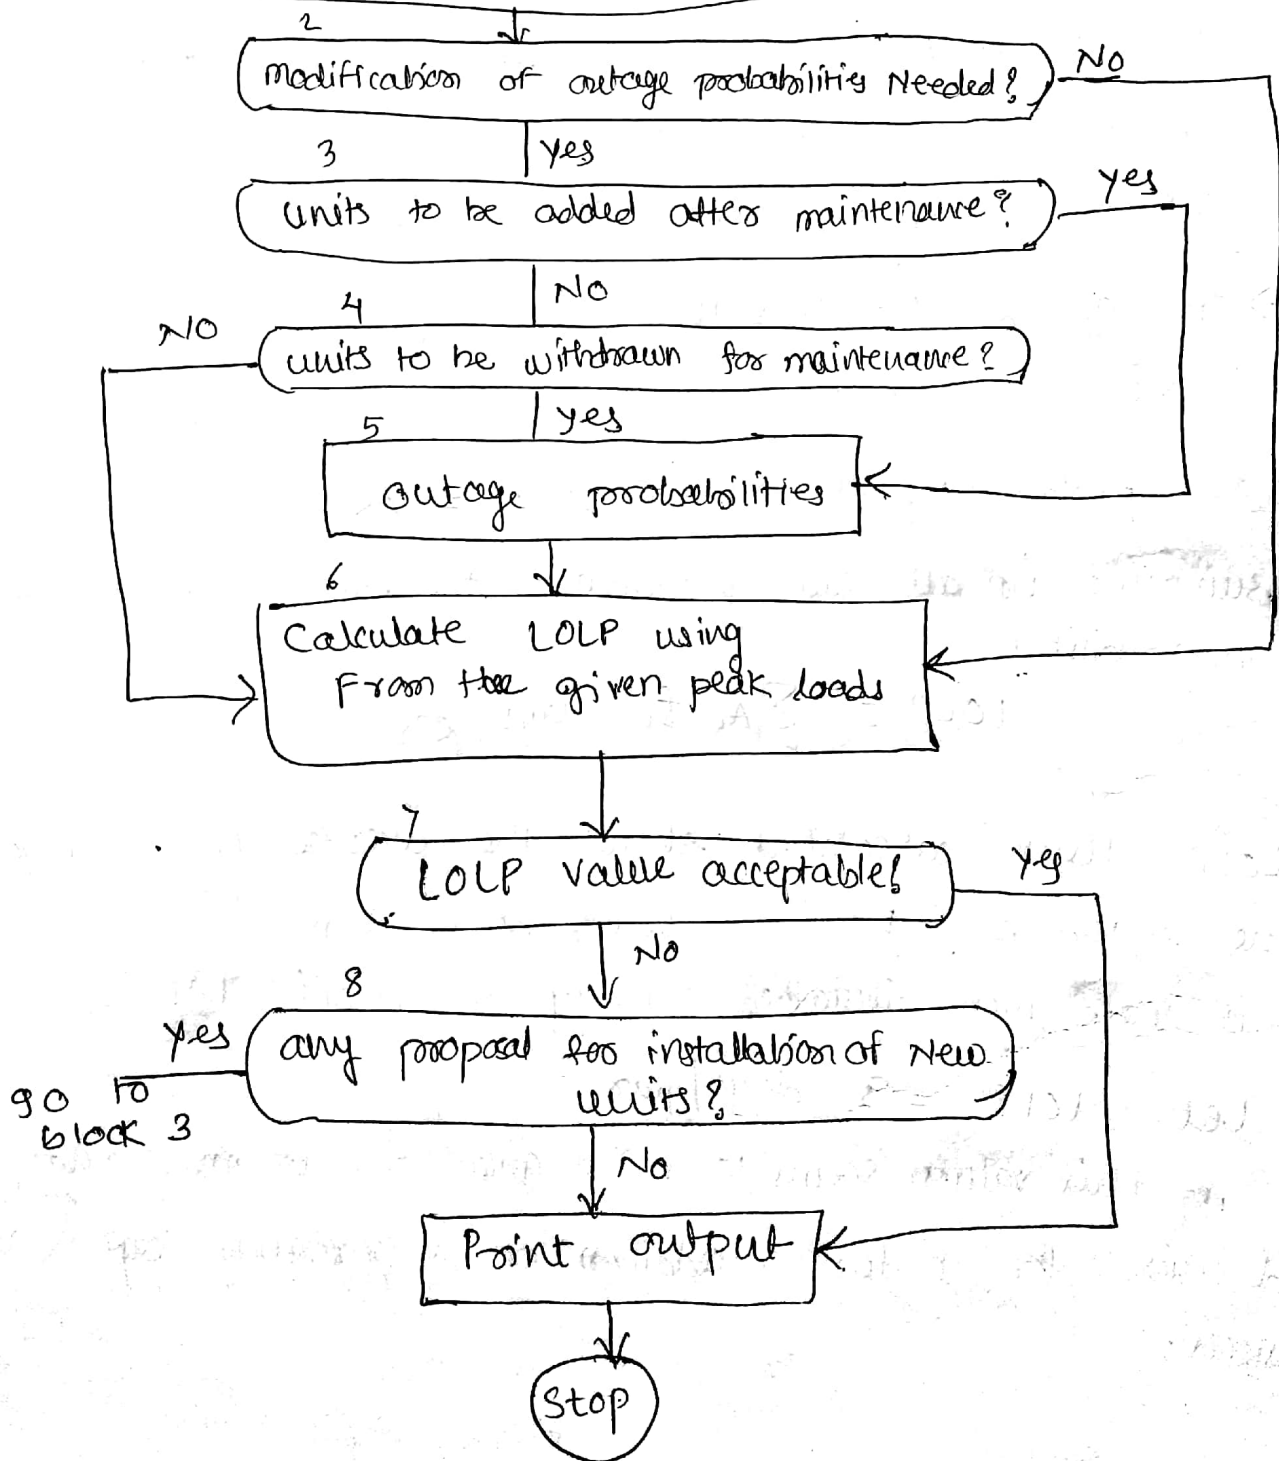 2
Modification of outage probabilities Needed?
No
Yes
3
units to be added after maintenance?
yes
No
4
NO
units to be withdrawn for maintenance?
yes
5
Outage probabilities
6
Calculate LOLP using
From the given peak loads
7
LOLP value acceptable?
yes
No
8
yes
any proposal for installation of New
units?
go to
block 3
No
Print output
Stop